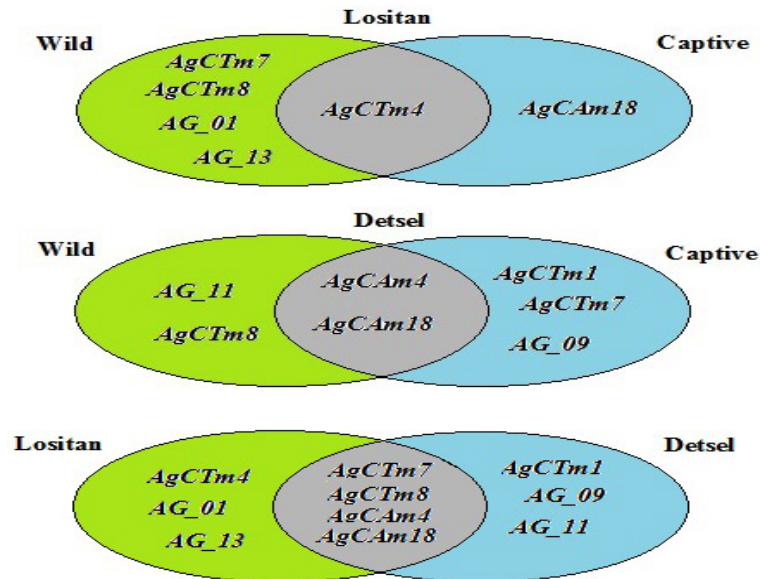 Lositan
Wild
Captive
AgCTm7
AgCTm8
AG_01
AG_13
AgCTm4
AgCAm18
Detsel
Wild
Captive
AG_11
AgCTm8
AgCAm4
AgCAm18
AgCTm1
AgCTm7
AG_09
Lositan
Detsel
AgCTm4
AG_01
AG_13
AgCTm7
AgCTm8
AgCAm4
AgCAm18
AgCTm1
AG_09
AG_11